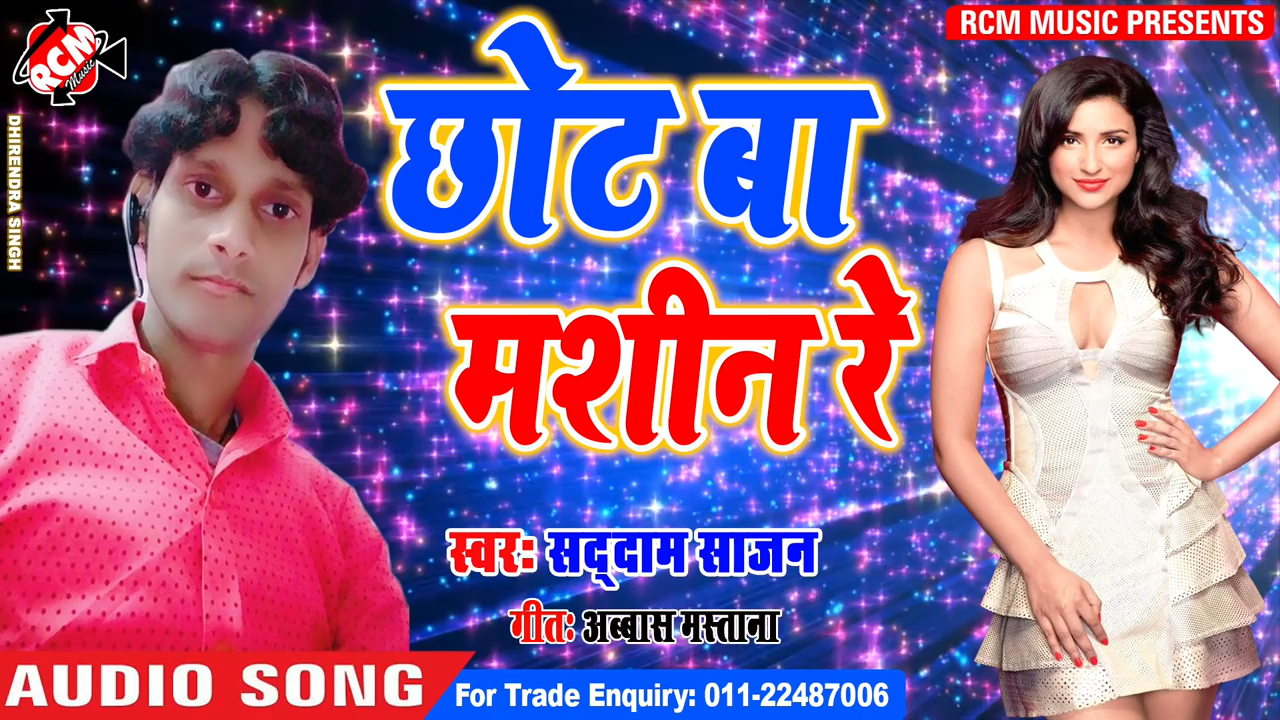 RCM MUSIC PRESENTS
RCM
Music
DHIRENDRA SINGH
छोट बा
मशीन रे
स्वरः सद्दाम साजन
गीतः अब्बास मस्ताना
AUDIO SONG
For Trade Enquiry: 011-22487006